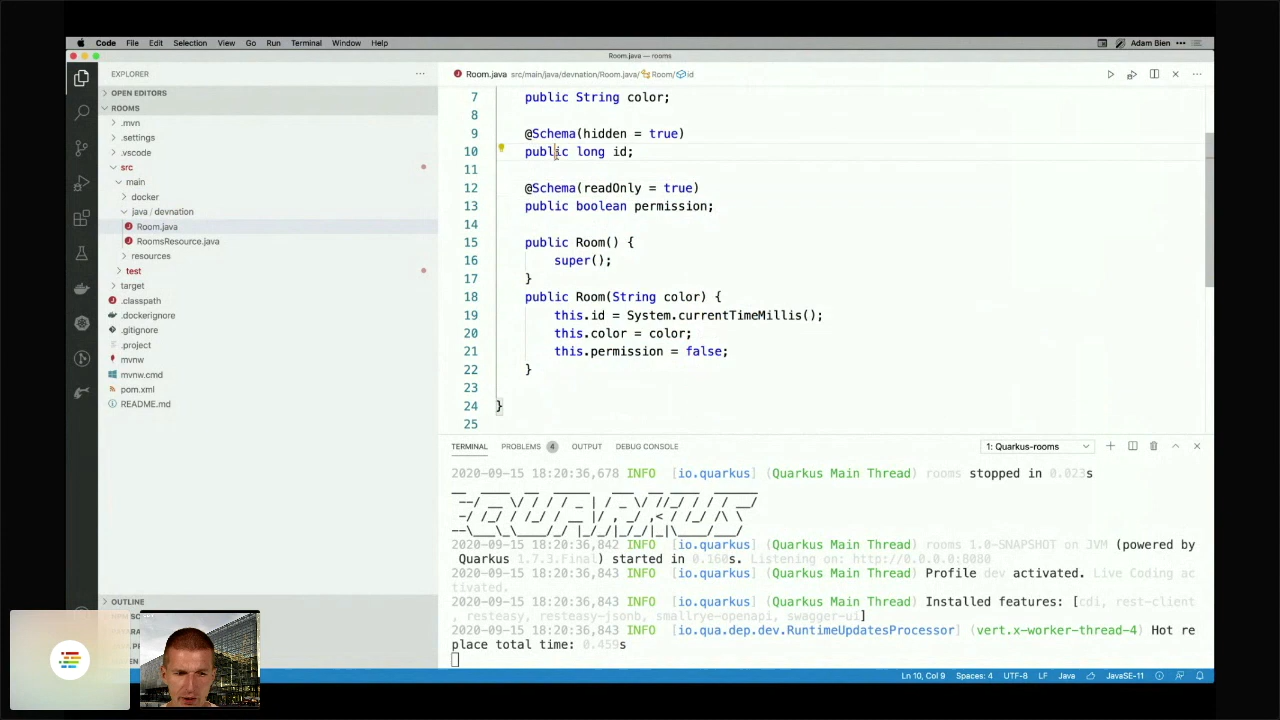 Code File Edit Selection View Go Run Terminal Window Help Adam Bien •••
Room.java — rooms
EXPLORER ···
Room.java src/main/java/devnation/Room.java/ Room/ id
OPEN EDITORS
ROOMS
.mvn
.settings
.vscode
src
main
docker
java / devnation
Room.java
RoomsResource.java
resources
test
target
.classpath
.dockerignore
.gitignore
.project
mvnw
mvnw.cmd
pom.xml
README.md
OUTLINE
7 public String color;
8
9 @Schema(hidden = true)
10 public long id;
11
12 @Schema(readOnly = true)
13 public boolean permission;
14
15 public Room() {
16 super();
17 }
18 public Room(String color) {
19 this.id = System.currentTimeMillis();
20 this.color = color;
21 this.permission = false;
22 }
23
24 }
25
TERMINAL PROBLEMS 4 OUTPUT DEBUG CONSOLE 1: Quarkus-rooms
2020-09-15 18:20:36,678 INFO [io.quarkus] (Quarkus Main Thread) rooms stopped in 0.023s
2020-09-15 18:20:36,842 INFO [io.quarkus] (Quarkus Main Thread) rooms 1.0-SNAPSHOT on JVM (powered by
Quarkus 1.7.3.Final) started in 0.160s. Listening on: http://0.0.0.0:8080
2020-09-15 18:20:36,843 INFO [io.quarkus] (Quarkus Main Thread) Profile dev activated. Live Coding ac
tivated.
2020-09-15 18:20:36,843 INFO [io.quarkus] (Quarkus Main Thread) Installed features: [cdi, rest-client
, resteasy, resteasy-jsonb, smallrye-openapi, swagger-ui]
2020-09-15 18:20:36,843 INFO [io.qua.dep.dev.RuntimeUpdatesProcessor] (vert.x-worker-thread-4) Hot re
place total time: 0.459s
Ln 10, Col 9 Spaces: 4 UTF-8 LF Java JavaSE-11